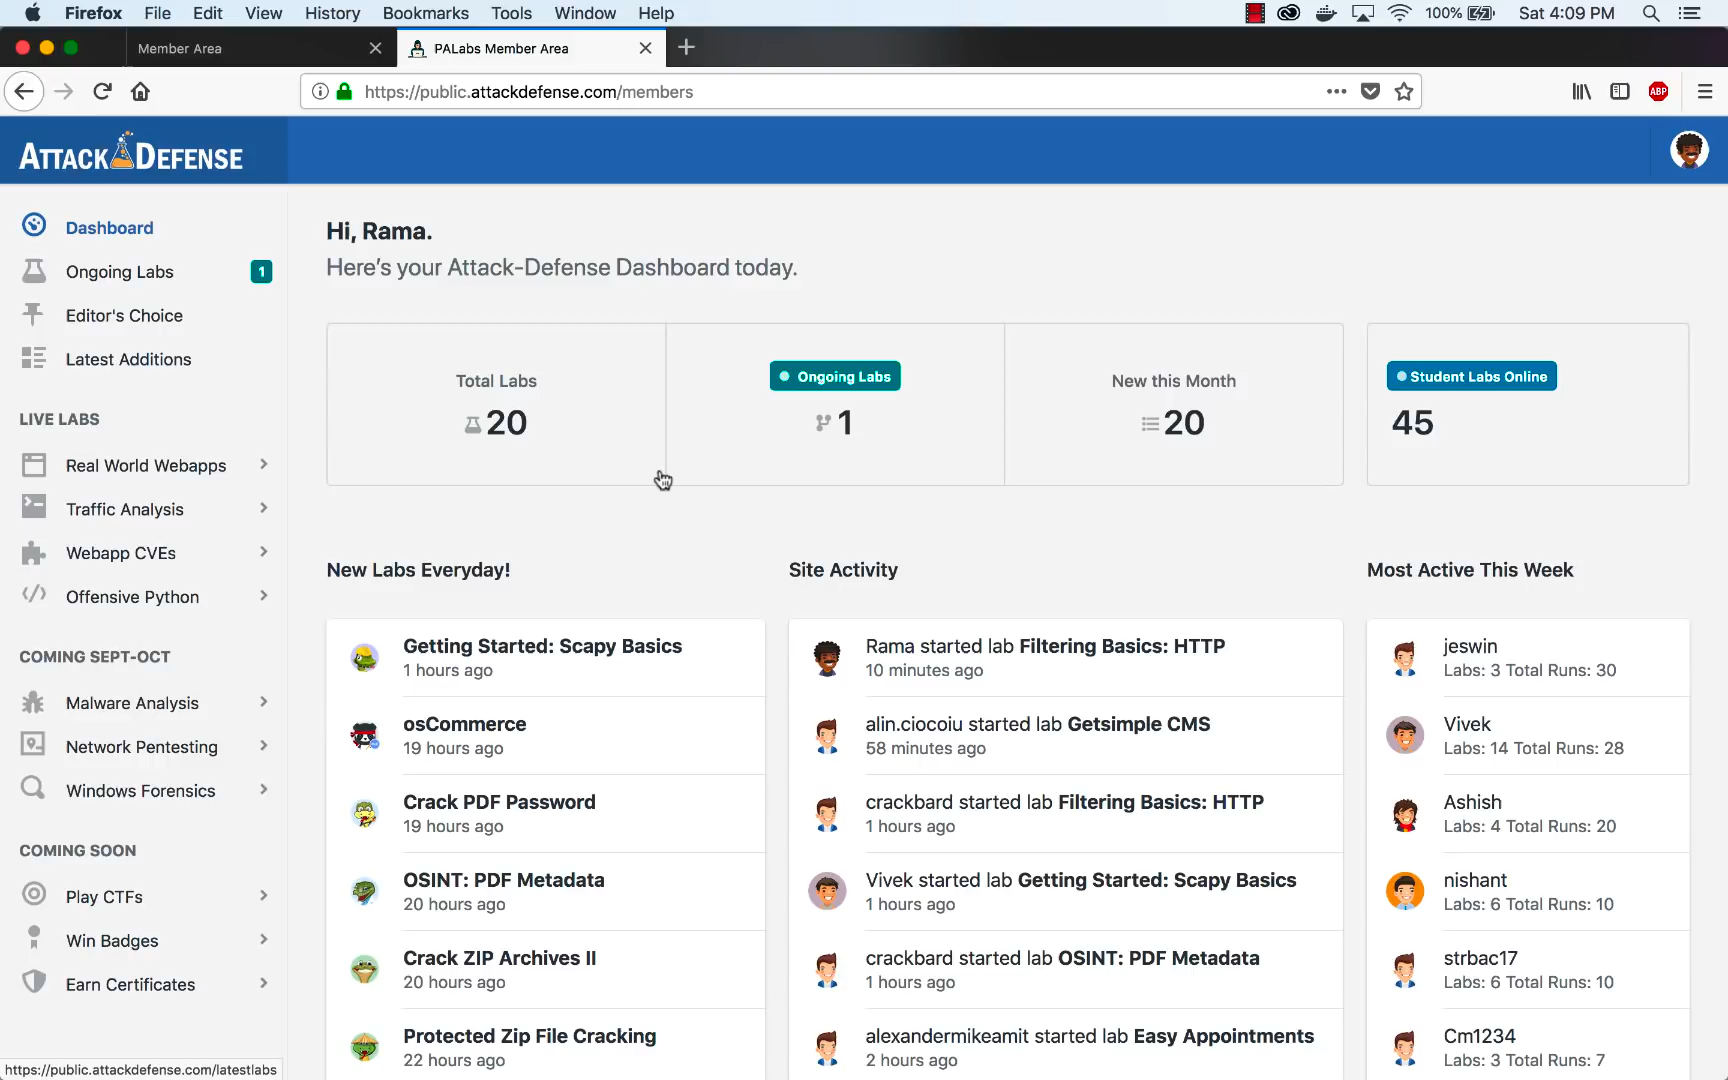 Firefox File Edit View History Bookmarks Tools Window Help 100% Sat 4:09 PM
Member Area PALabs Member Area
https://public.attackdefense.com/members ABP
ATTACK DEFENSE
Dashboard
Ongoing Labs 1
Editor's Choice
Latest Additions
LIVE LABS
Real World Webapps
Traffic Analysis
Webapp CVEs
Offensive Python
COMING SEPT-OCT
Malware Analysis
Network Pentesting
Windows Forensics
COMING SOON
Play CTFs
Win Badges
Earn Certificates
https://public.attackdefense.com/latestlabs
Hi, Rama.
Here's your Attack-Defense Dashboard today.
Total Labs
20
Ongoing Labs
1
New this Month
20
Student Labs Online
45
New Labs Everyday!
Getting Started: Scapy Basics
1 hours ago
osCommerce
19 hours ago
Crack PDF Password
19 hours ago
OSINT: PDF Metadata
20 hours ago
Crack ZIP Archives II
20 hours ago
Protected Zip File Cracking
22 hours ago
Site Activity
Rama started lab Filtering Basics: HTTP
10 minutes ago
alin.ciocoiu started lab Getsimple CMS
58 minutes ago
crackbard started lab Filtering Basics: HTTP
1 hours ago
Vivek started lab Getting Started: Scapy Basics
1 hours ago
crackbard started lab OSINT: PDF Metadata
1 hours ago
alexandermikeamit started lab Easy Appointments
2 hours ago
Most Active This Week
jeswin
Labs: 3 Total Runs: 30
Vivek
Labs: 14 Total Runs: 28
Ashish
Labs: 4 Total Runs: 20
nishant
Labs: 6 Total Runs: 10
strbac17
Labs: 6 Total Runs: 10
Cm1234
Labs: 3 Total Runs: 7